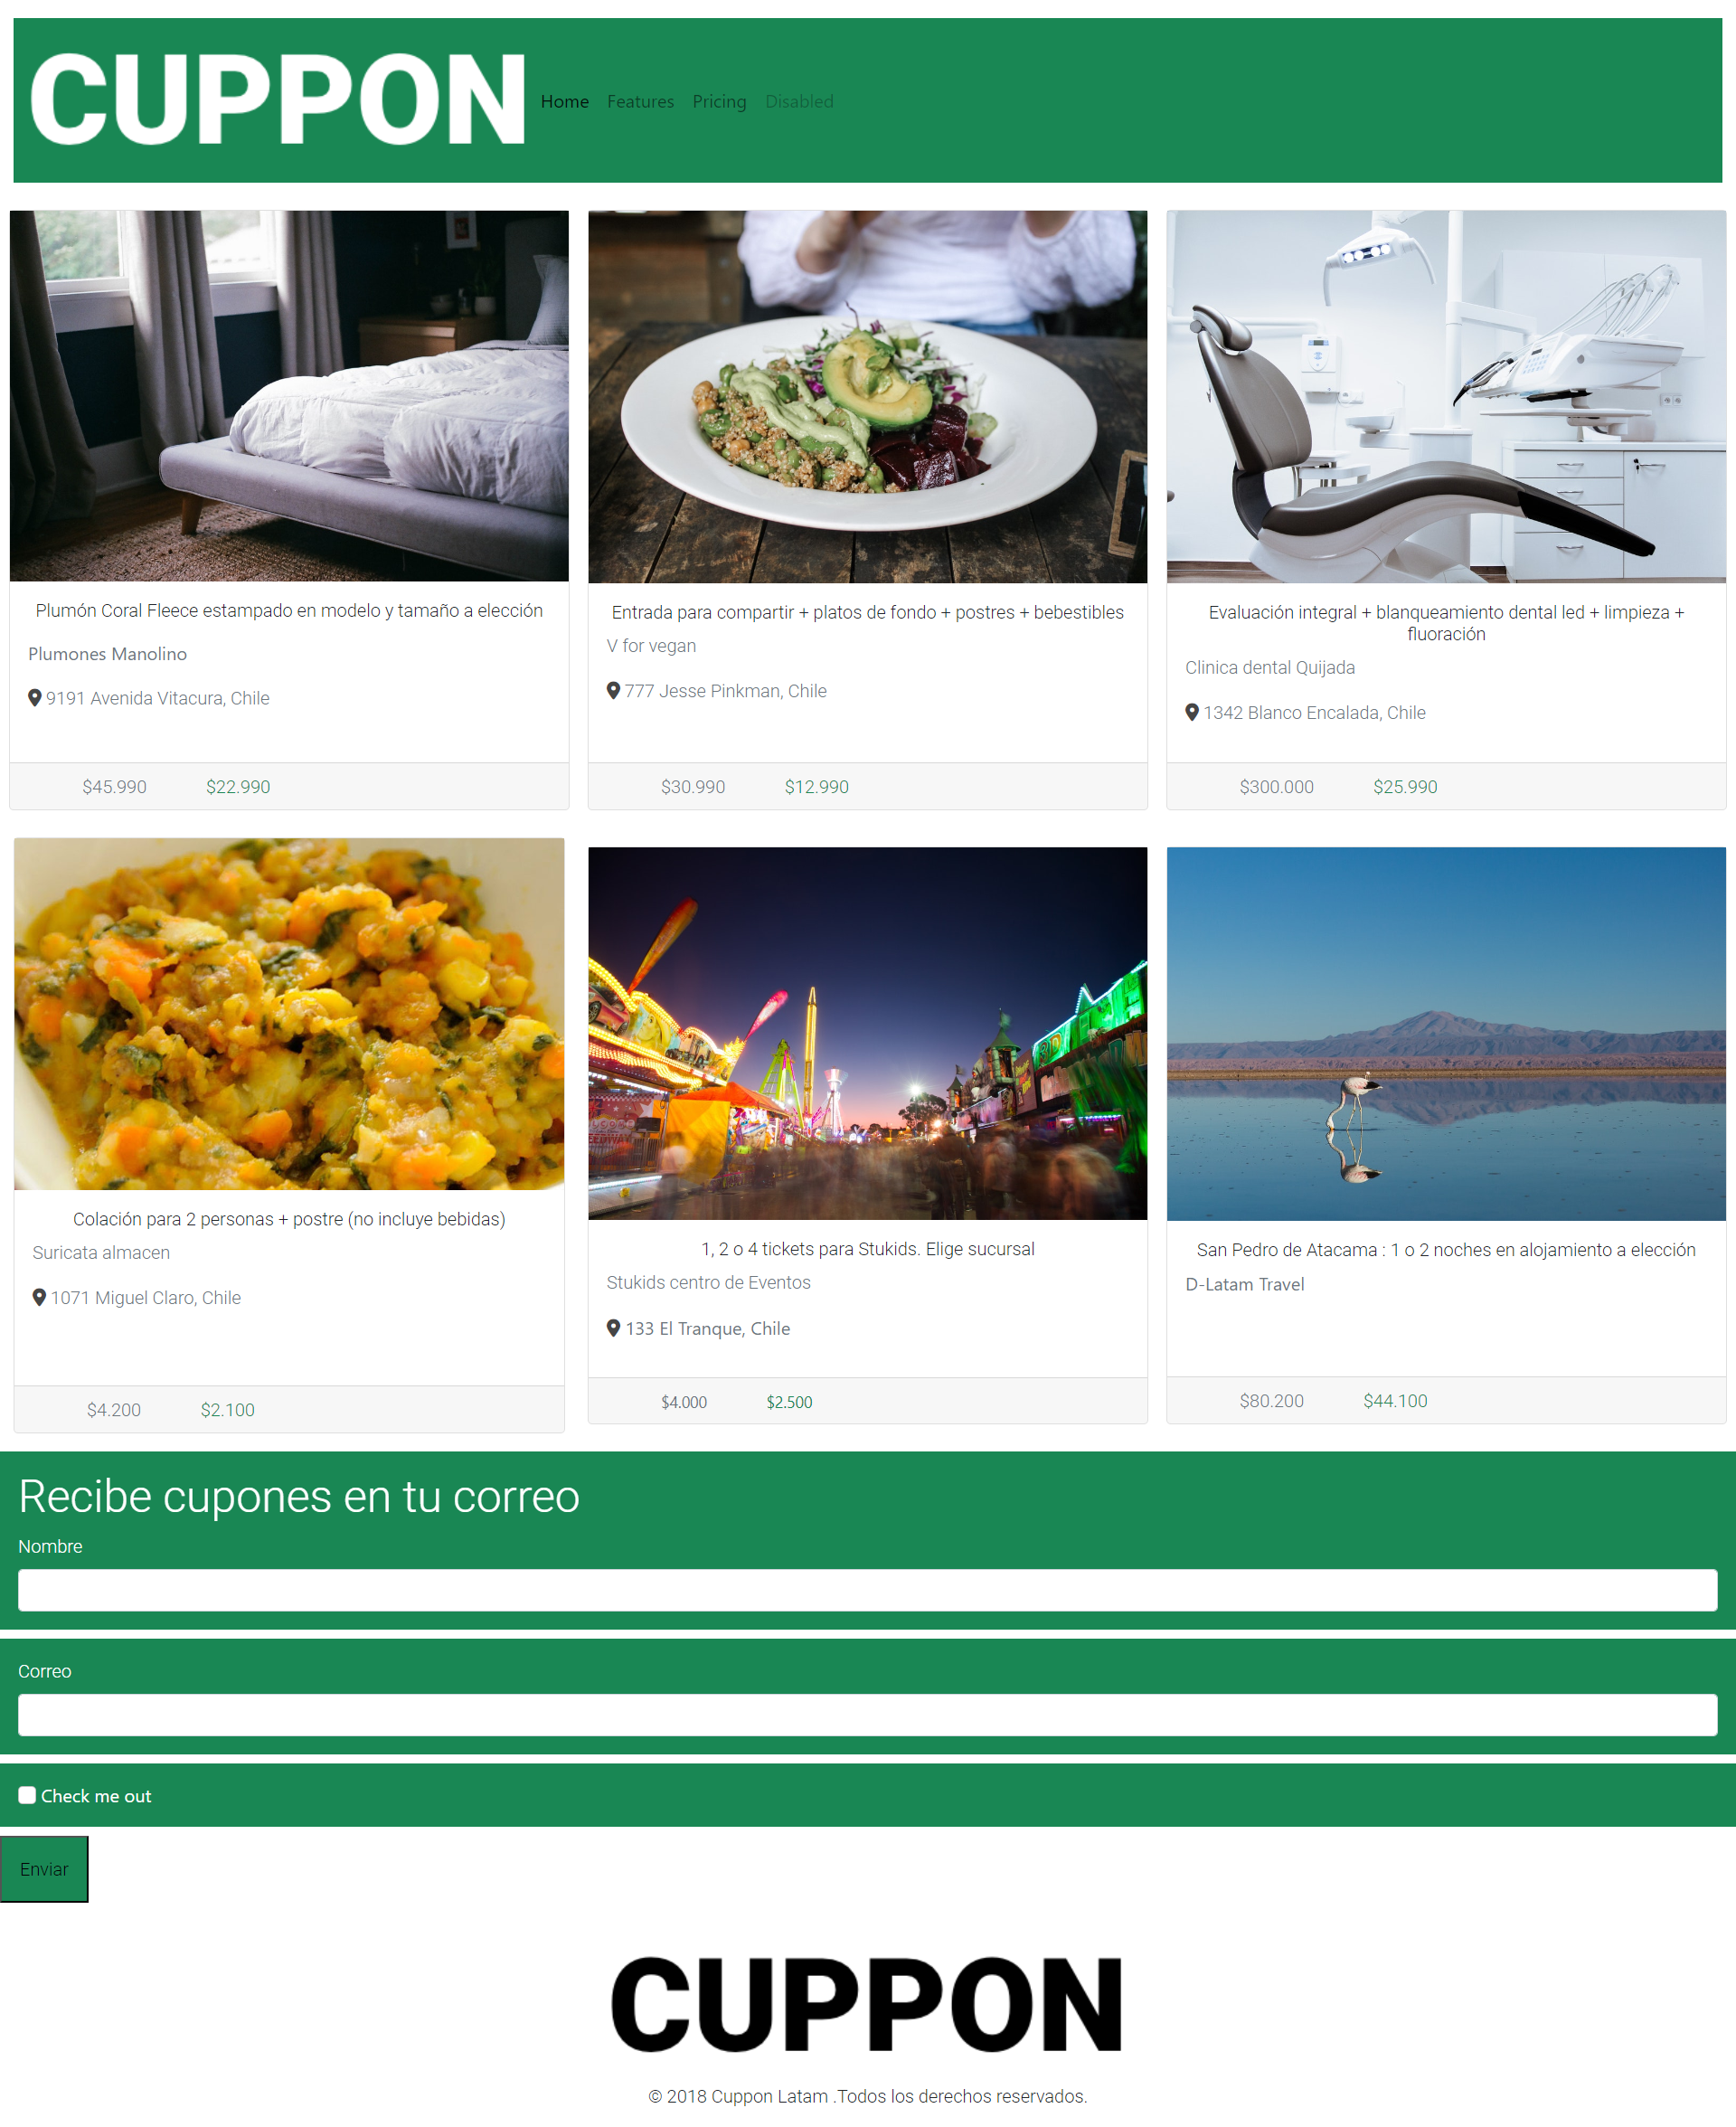 CUPPON
Home Features Pricing Disabled
Plumón Coral Fleece estampado en modelo y tamaño a elección
Plumones Manolino
9191 Avenida Vitacura, Chile
$45.990 $22.990
Entrada para compartir + platos de fondo + postres + bebestibles
V for vegan
777 Jesse Pinkman, Chile
$30.990 $12.990
Evaluación integral + blanqueamiento dental led + limpieza +
fluoración
Clinica dental Quijada
1342 Blanco Encalada, Chile
$300.000 $25.990
Colación para 2 personas + postre (no incluye bebidas)
Suricata almacen
1071 Miguel Claro, Chile
$4.200 $2.100
1, 2 o 4 tickets para Stukids. Elige sucursal
Stukids centro de Eventos
133 El Tranque, Chile
$4.000 $2.500
San Pedro de Atacama : 1 o 2 noches en alojamiento a elección
D-Latam Travel
$80.200 $44.100
Recibe cupones en tu correo
Nombre
Correo
Check me out
Enviar
CUPPON
© 2018 Cuppon Latam .Todos los derechos reservados.